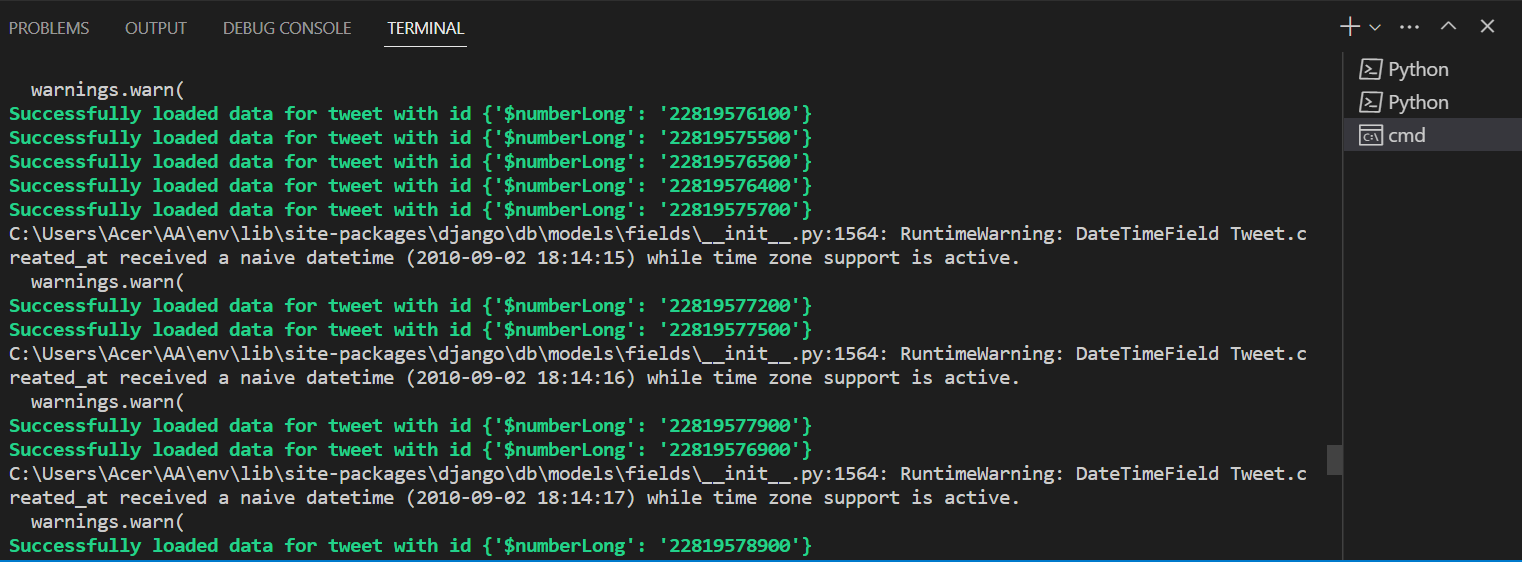 PROBLEMS OUTPUT DEBUG CONSOLE TERMINAL
warnings.warn(
Successfully loaded data for tweet with id {'$numberLong': '22819576100'}
Successfully loaded data for tweet with id {'$numberLong': '22819575500'}
Successfully loaded data for tweet with id {'$numberLong': '22819576500'}
Successfully loaded data for tweet with id {'$numberLong': '22819576400'}
Successfully loaded data for tweet with id {'$numberLong': '22819575700'}
C:\Users\Acer\AA\env\lib\site-packages\django\db\models\fields\__init__.py:1564: RuntimeWarning: DateTimeField Tweet.c
reated_at received a naive datetime (2010-09-02 18:14:15) while time zone support is active.
warnings.warn(
Successfully loaded data for tweet with id {'$numberLong': '22819577200'}
Successfully loaded data for tweet with id {'$numberLong': '22819577500'}
C:\Users\Acer\AA\env\lib\site-packages\django\db\models\fields\__init__.py:1564: RuntimeWarning: DateTimeField Tweet.c
reated_at received a naive datetime (2010-09-02 18:14:16) while time zone support is active.
warnings.warn(
Successfully loaded data for tweet with id {'$numberLong': '22819577900'}
Successfully loaded data for tweet with id {'$numberLong': '22819576900'}
C:\Users\Acer\AA\env\lib\site-packages\django\db\models\fields\__init__.py:1564: RuntimeWarning: DateTimeField Tweet.c
reated_at received a naive datetime (2010-09-02 18:14:17) while time zone support is active.
warnings.warn(
Successfully loaded data for tweet with id {'$numberLong': '22819578900'}
Python
Python
cmd